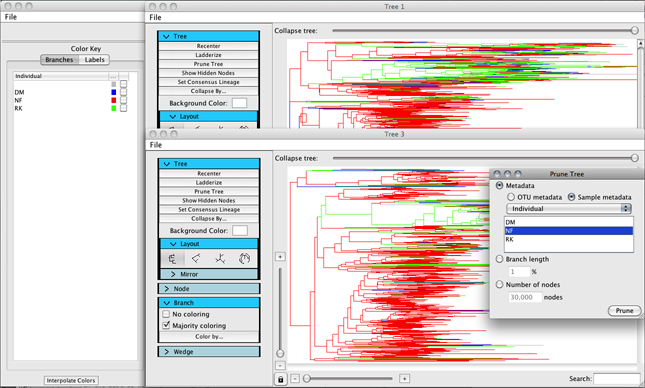 File
Color Key
Branches Labels
Individual ...
DM
NF
RK
Interpolate Colors
Tree 1
File
Tree
Recenter
Ladderize
Prune Tree
Show Hidden Nodes
Set Consensus Lineage
Collapse By...
Background Color:
Layout
Collapse tree:
Tree 3
File
Tree
Recenter
Ladderize
Prune Tree
Show Hidden Nodes
Set Consensus Lineage
Collapse By...
Background Color:
Layout
Mirror
Node
Branch
No coloring
Majority coloring
Color by...
Wedge
Collapse tree:
+
-
- +
Search:
Prune Tree
Metadata
OTU metadata Sample metadata
Individual
DM
NF
RK
Branch length
1 %
Number of nodes
30,000 nodes
Prune